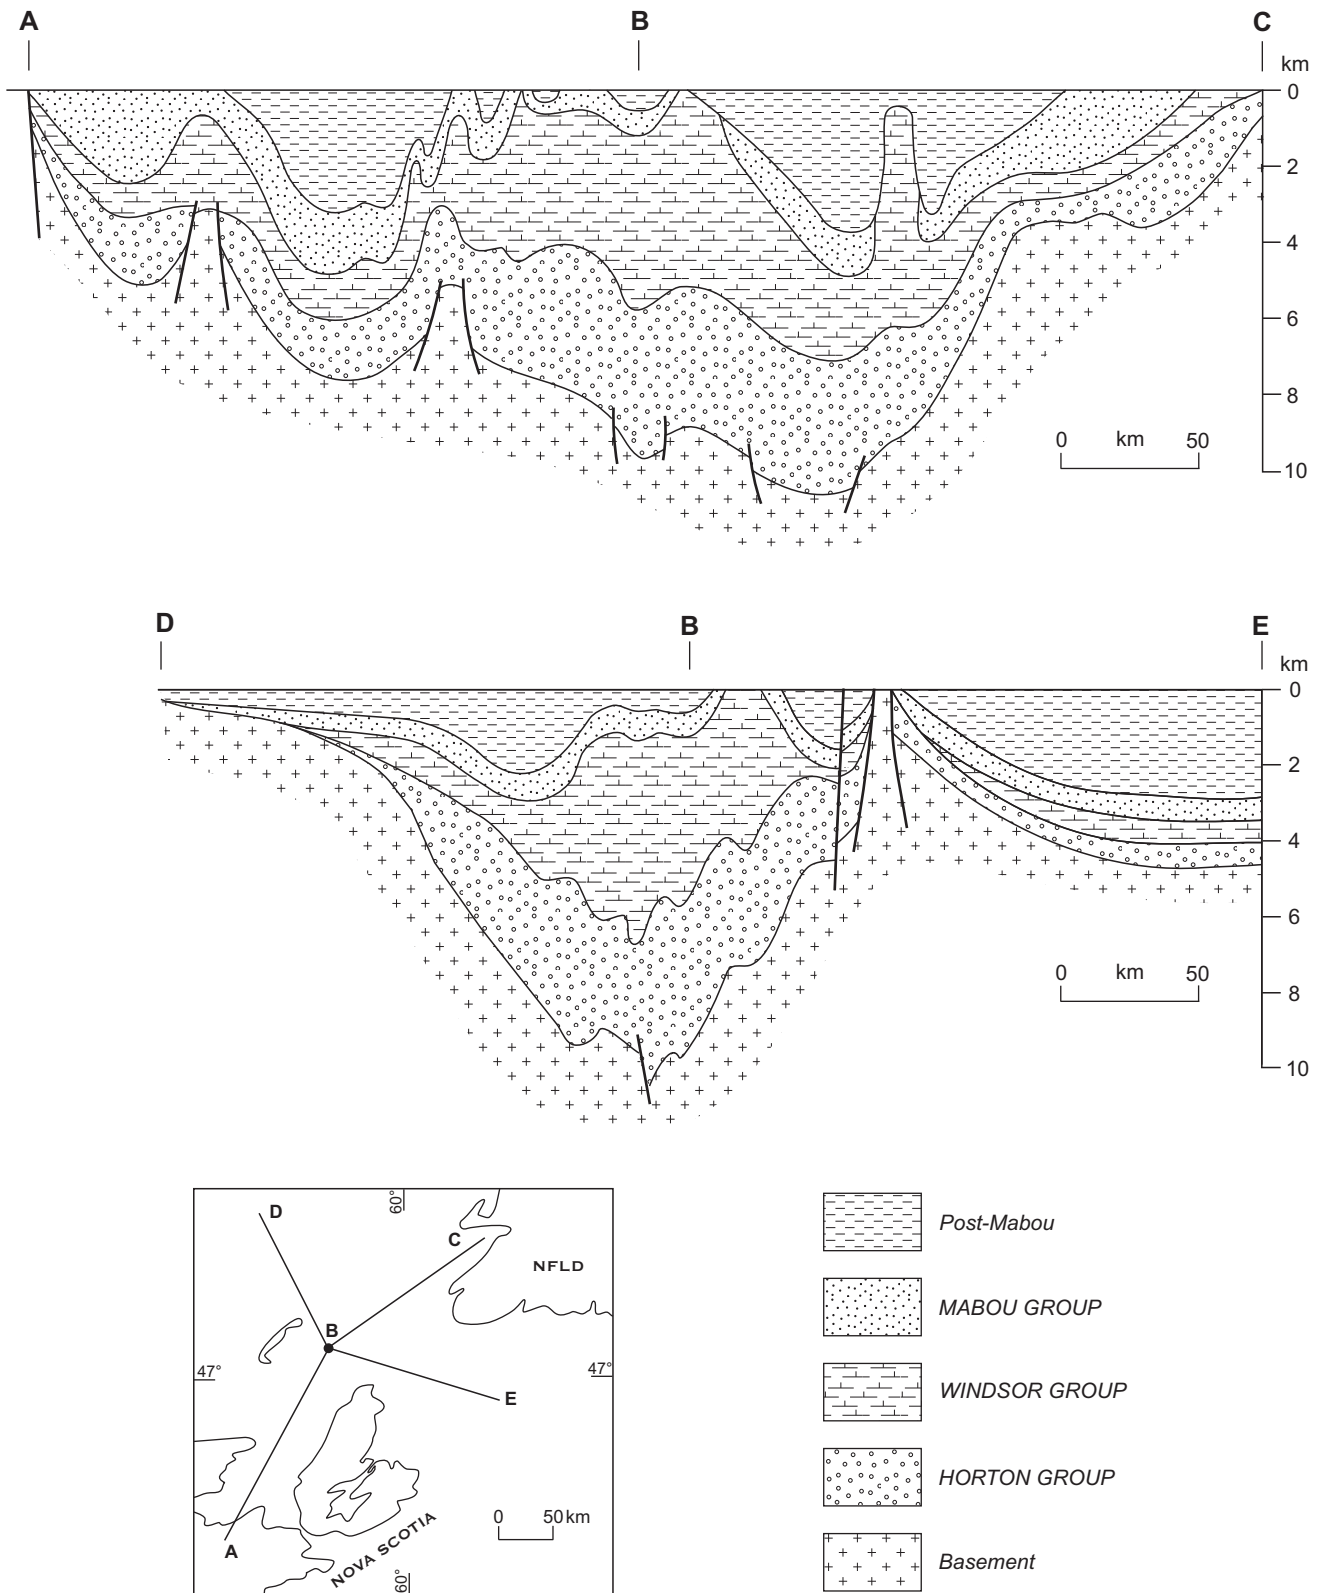 A B C
km
0
2
4
6
8
10
0 km 50
D B E
km
0
2
4
6
8
10
0 km 50
60°
D
C
NFLD
B
47° 47°
E
0 50 km
A
NOVA SCOTIA
60°
Post-Mabou
MABOU GROUP
WINDSOR GROUP
HORTON GROUP
Basement